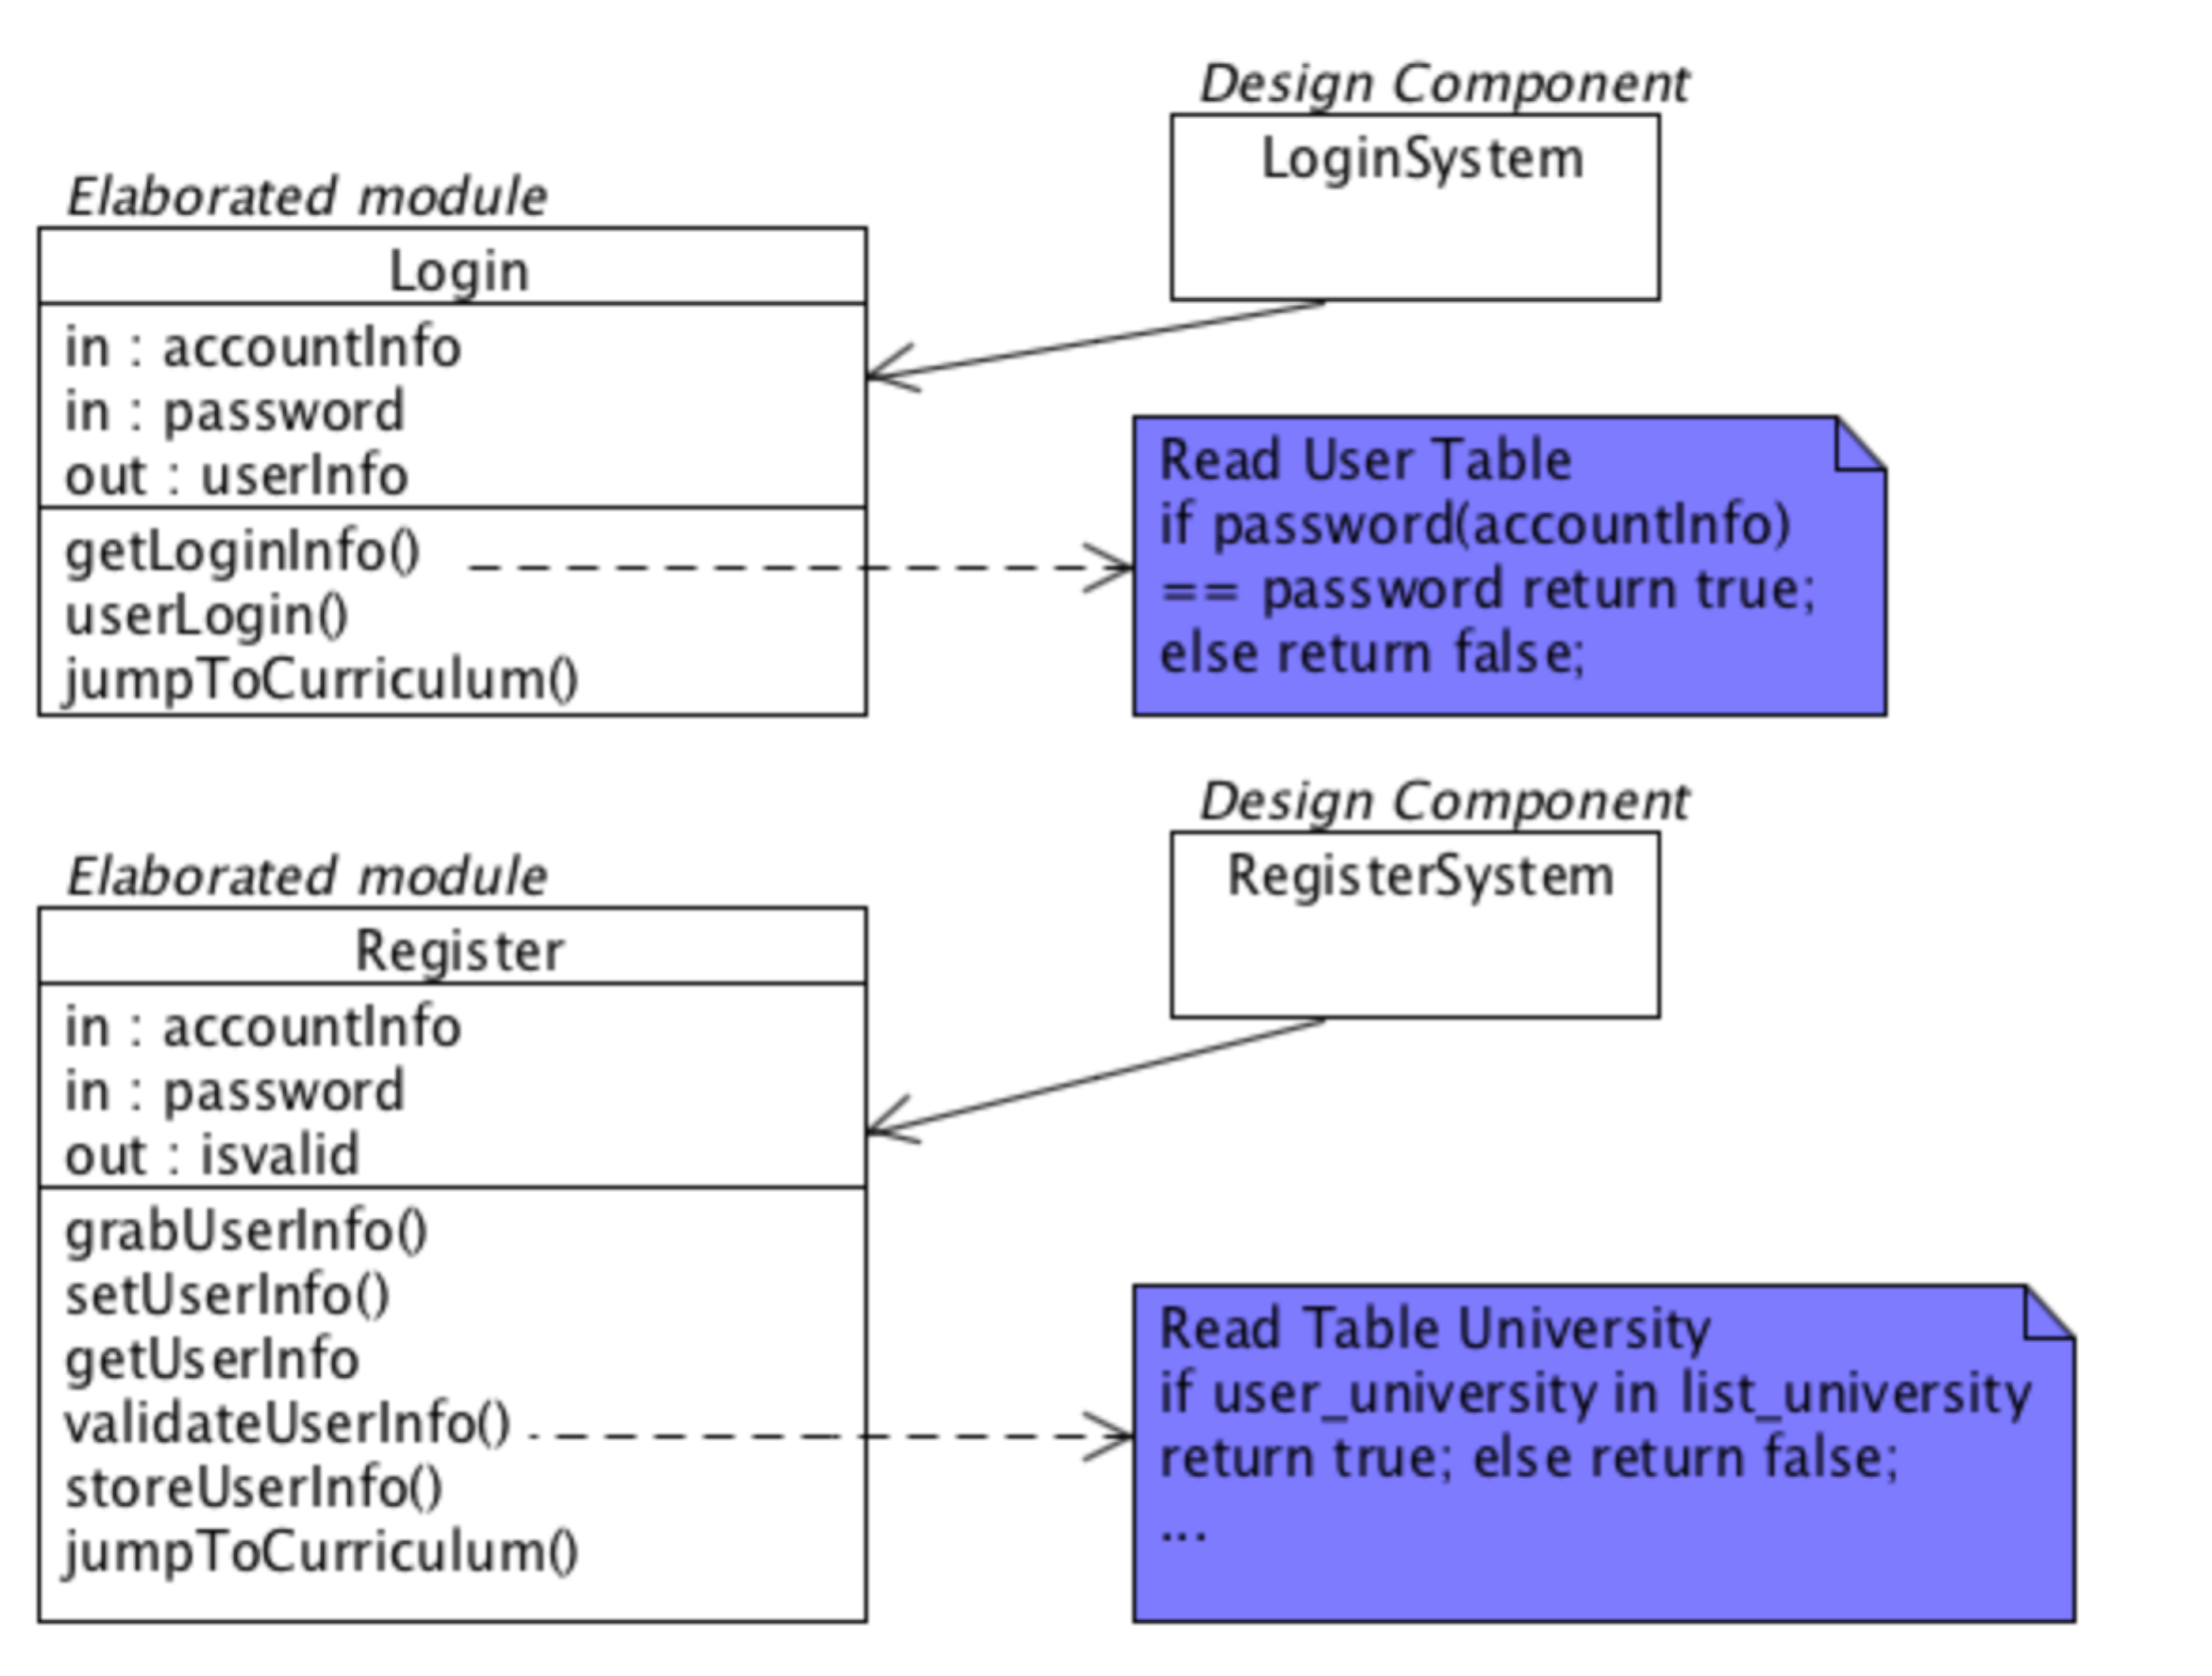 Design Component
LoginSystem
Elaborated module
Login
in : accountInfo
in : password
out : userInfo
getLoginInfo()
userLogin()
jumpToCurriculum()
Read User Table
if password(accountInfo)
== password return true;
else return false;
Design Component
RegisterSystem
Elaborated module
Register
in : accountInfo
in : password
out : isvalid
grabUserInfo()
setUserInfo()
getUserInfo
validateUserInfo()
storeUserInfo()
jumpToCurriculum()
Read Table University
if user_university in list_university
return true; else return false;
...